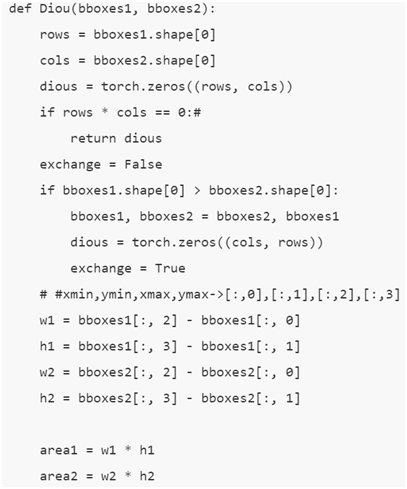 def Diou(bboxes1, bboxes2):
    rows = bboxes1.shape[0]
    cols = bboxes2.shape[0]
    dious = torch.zeros((rows, cols))
    if rows * cols == 0:#
        return dious
    exchange = False
    if bboxes1.shape[0] > bboxes2.shape[0]:
        bboxes1, bboxes2 = bboxes2, bboxes1
        dious = torch.zeros((cols, rows))
        exchange = True
    # #xmin,ymin,xmax,ymax->[:,0],[:,1],[:,2],[:,3]
    w1 = bboxes1[:, 2] - bboxes1[:, 0]
    h1 = bboxes1[:, 3] - bboxes1[:, 1]
    w2 = bboxes2[:, 2] - bboxes2[:, 0]
    h2 = bboxes2[:, 3] - bboxes2[:, 1]

    area1 = w1 * h1
    area2 = w2 * h2